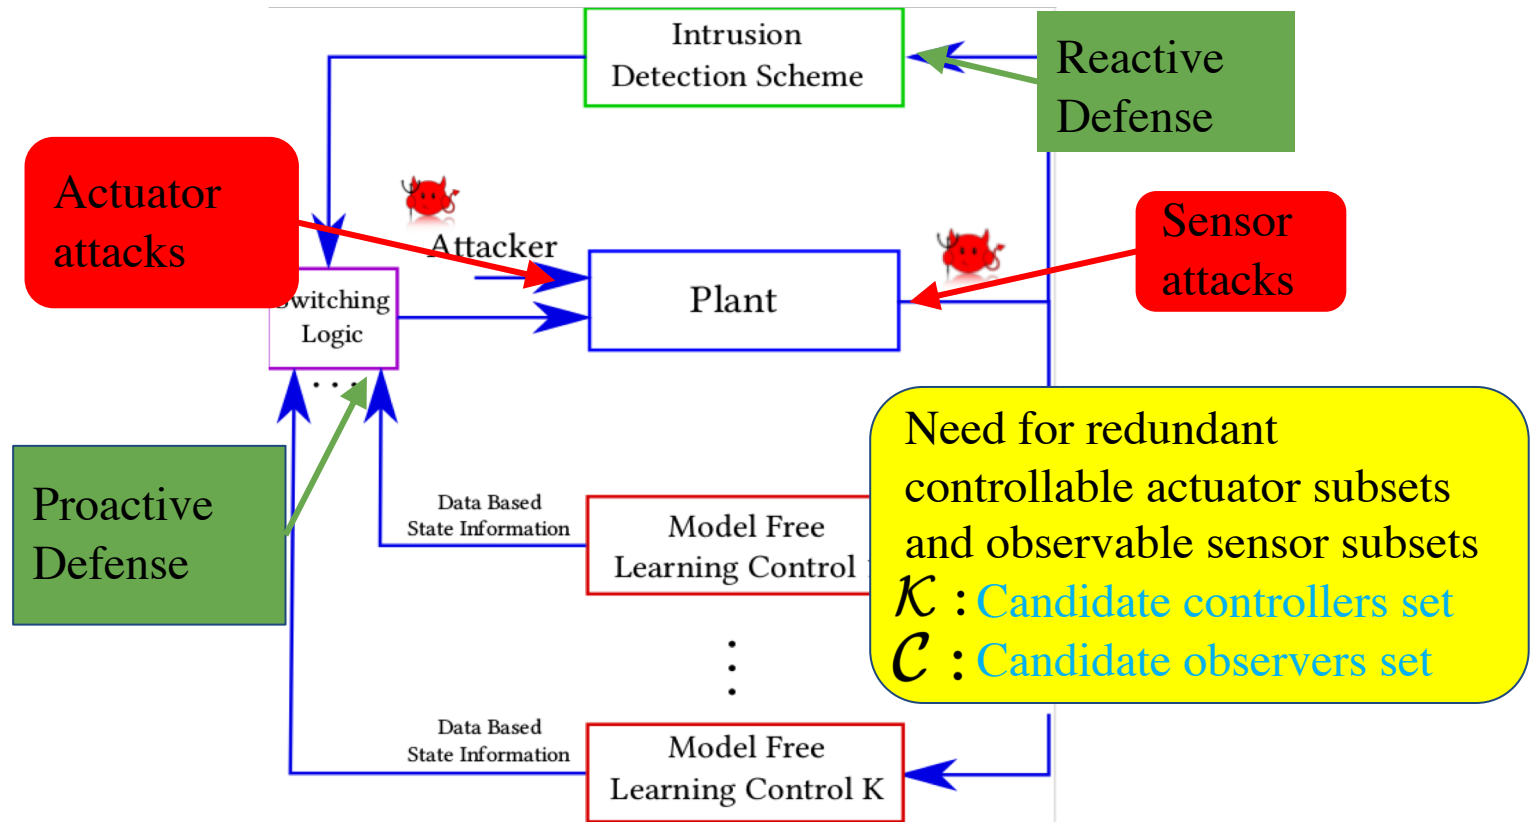 Intrusion
Detection Scheme
Reactive
Defense
Actuator
attacks
Attacker
Sensor
attacks
Plant
Logic
. . .
Need for redundant
controllable actuator subsets
and observable sensor subsets
𝒦 : Candidate controllers set
𝒞 : Candidate observers set
Proactive
Defense
Data Based
State Information
Model Free
Learning Control
Data Based
State Information
Model Free
Learning Control K